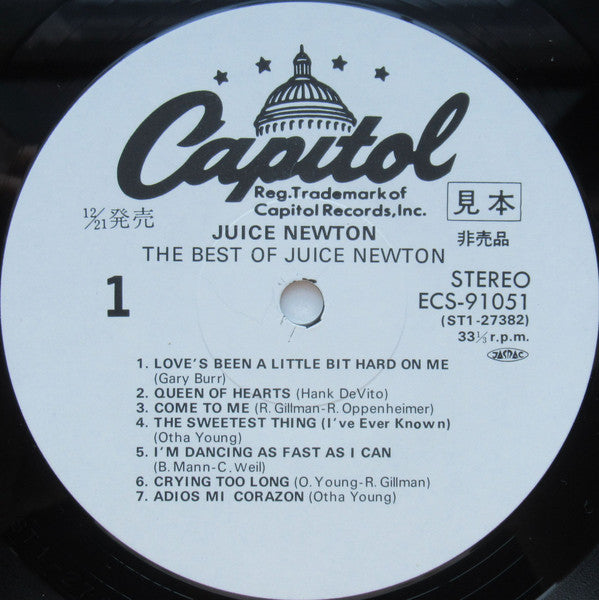 Capitol
Reg.Trademark of
Capitol Records, Inc.
12/21発売
見本
非売品
JUICE NEWTON
THE BEST OF JUICE NEWTON
1
STEREO
ECS-91051
(ST1-27382)
33⅓ r.p.m.
JASRAC
1. LOVE'S BEEN A LITTLE BIT HARD ON ME
(Gary Burr)
2. QUEEN OF HEARTS (Hank DeVito)
3. COME TO ME (R. Gillman-R. Oppenheimer)
4. THE SWEETEST THING (I've Ever Known)
(Otha Young)
5. I'M DANCING AS FAST AS I CAN
(B. Mann-C. Weil)
6. CRYING TOO LONG (O. Young-R. Gillman)
7. ADIOS MI CORAZON (Otha Young)